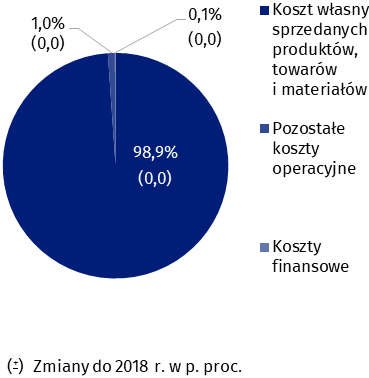 1,0%
(0,0)
0,1%
(0,0)
98,9%
(0,0)
Koszt własny
sprzedanych
produktów,
towarów
i materiałów
Pozostałe
koszty
operacyjne
Koszty
finansowe
(±) Zmiany do 2018 r. w p. proc.